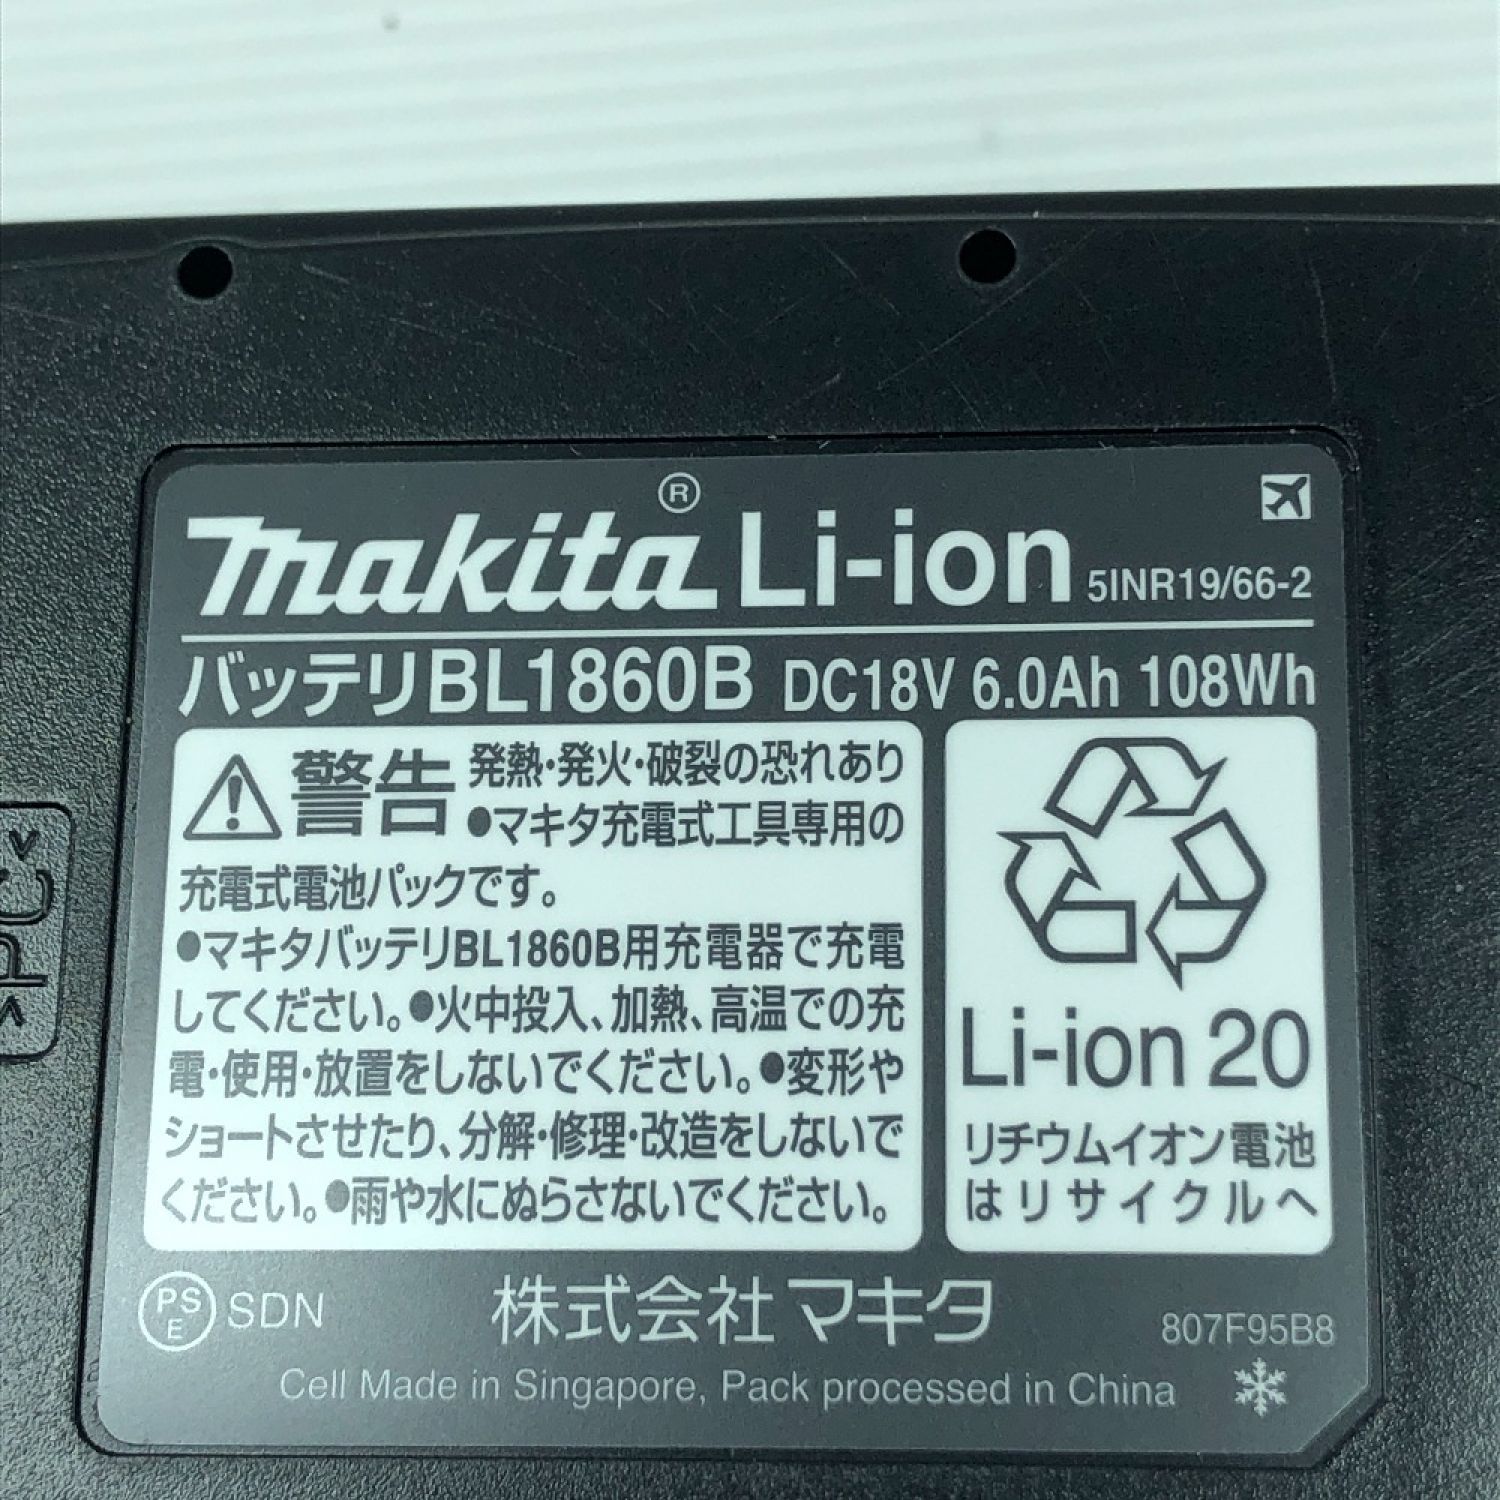 makita® Li-ion 5INR19/66-2
バッテリBL1860B DC18V 6.0Ah 108Wh
⚠警告 発熱・発火・破裂の恐れあり
●マキタ充電式工具専用の
充電式電池パックです。
●マキタバッテリBL1860B用充電器で充電
してください。●火中投入、加熱、高温での充
電・使用・放置をしないでください。●変形や
ショートさせたり、分解・修理・改造をしないで
ください。●雨や水にぬらさないでください。
Li-ion 20
リチウムイオン電池
はリサイクルへ
PS
E
SDN
株式会社マキタ
807F95B8
Cell Made in Singapore, Pack processed in China
>PC<